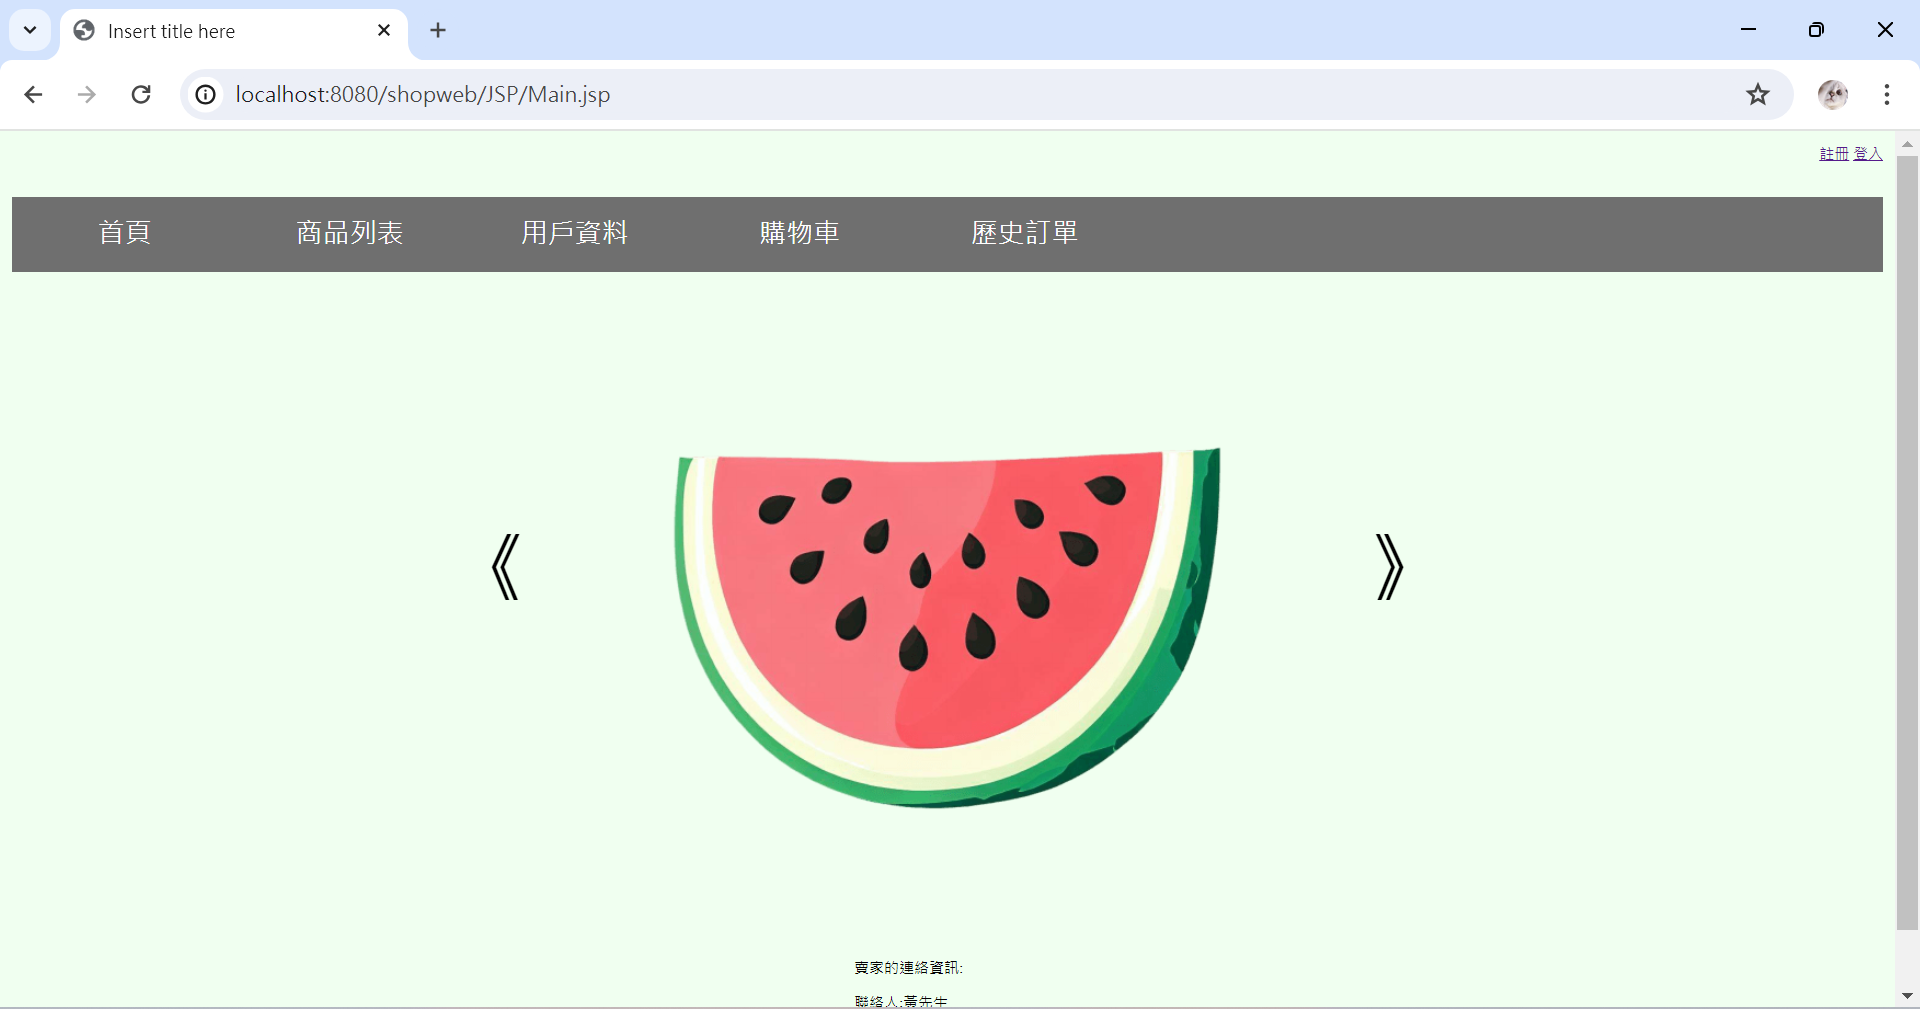 Insert title here
localhost:8080/shopweb/JSP/Main.jsp
註冊 登入
首頁 商品列表 用戶資料 購物車 歷史訂單
《 》
賣家的連絡資訊:
聯絡人:黃先生